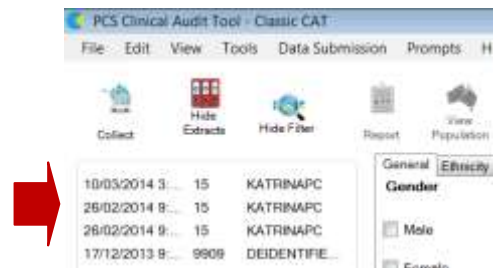 PCS Clinical Audit Tool - Classic CAT
File Edit View Tools Data Submission Prompts H
Collect
Hide Extracts
Hide Filter
Report
View Population
General Ethnicity
10/03/2014 3:... 15 KATRINAPC
26/02/2014 9:... 15 KATRINAPC
26/02/2014 9:... 15 KATRINAPC
17/12/2013 9:... 9909 DEIDENTIFIE...
Gender
Male
Female